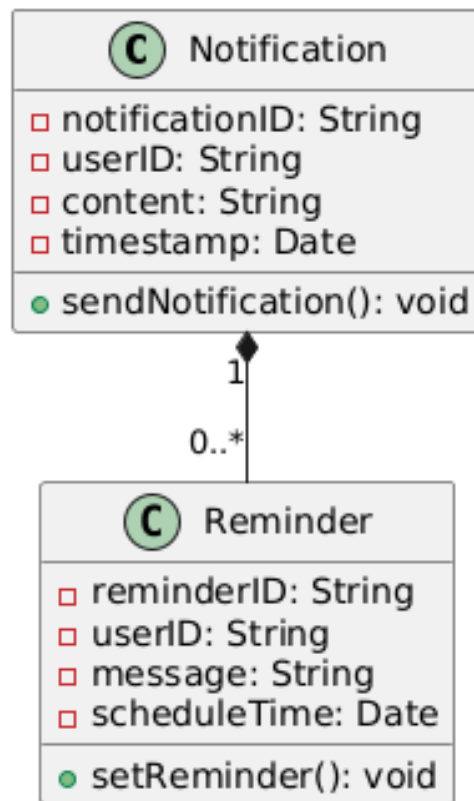 C Notification
notificationID: String
userID: String
content: String
timestamp: Date
sendNotification(): void
1
0..*
C Reminder
reminderID: String
userID: String
message: String
scheduleTime: Date
setReminder(): void